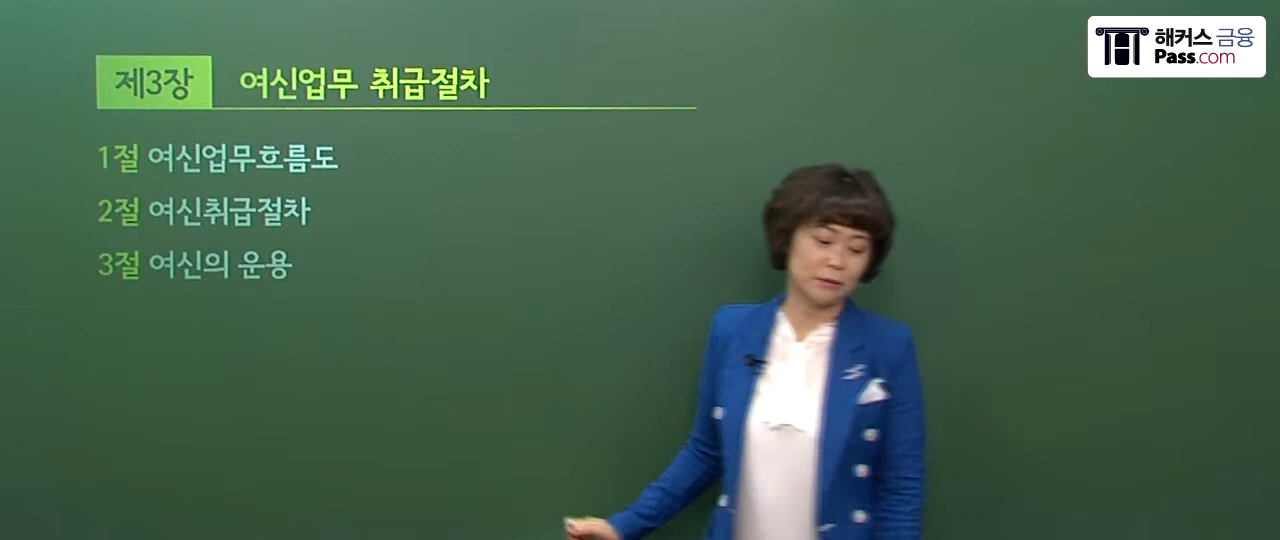 해커스 금융
Pass.com
제3장 여신업무 취급절차
1절 여신업무흐름도
2절 여신취급절차
3절 여신의 운용